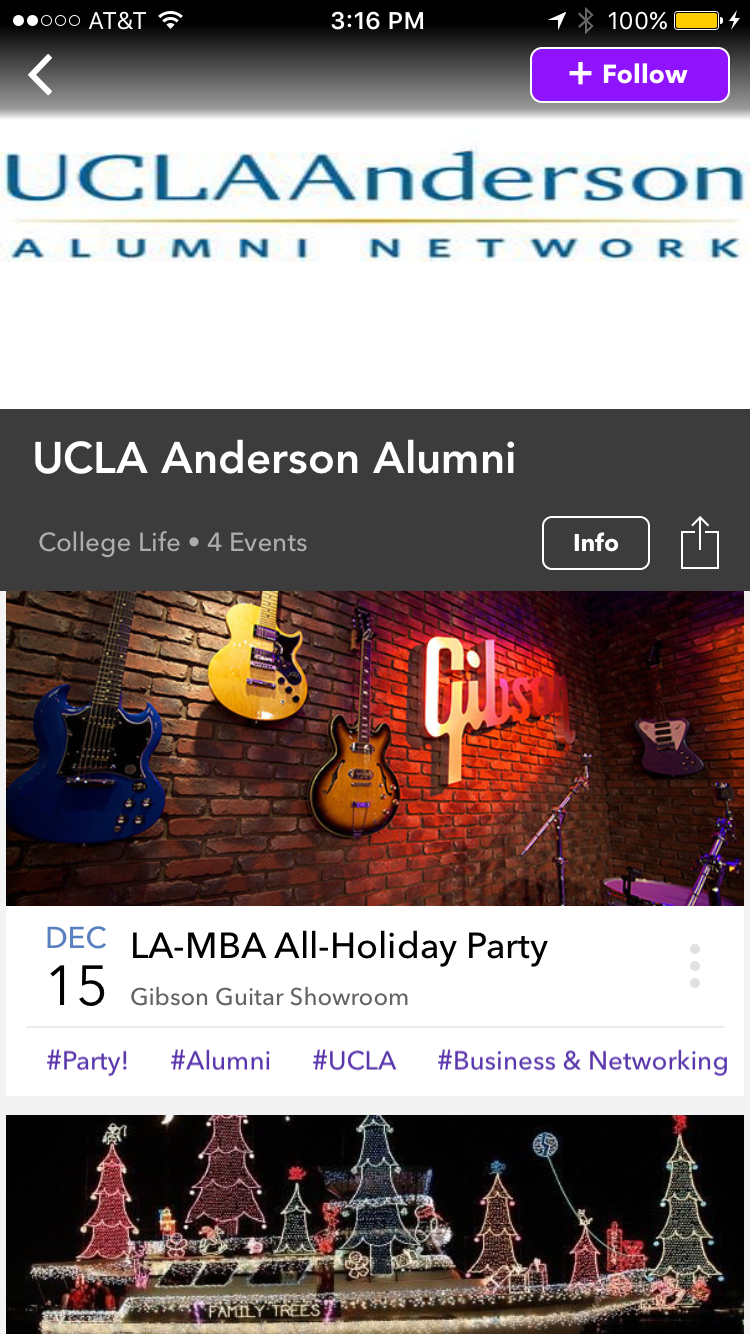 AT&T 3:16 PM 100%
+ Follow
UCLAAnderson
ALUMNI NETWORK
UCLA Anderson Alumni
College Life • 4 Events
Info
Gibson
DEC
15
LA-MBA All-Holiday Party
Gibson Guitar Showroom
#Party! #Alumni #UCLA #Business & Networking
FAMILY TREES